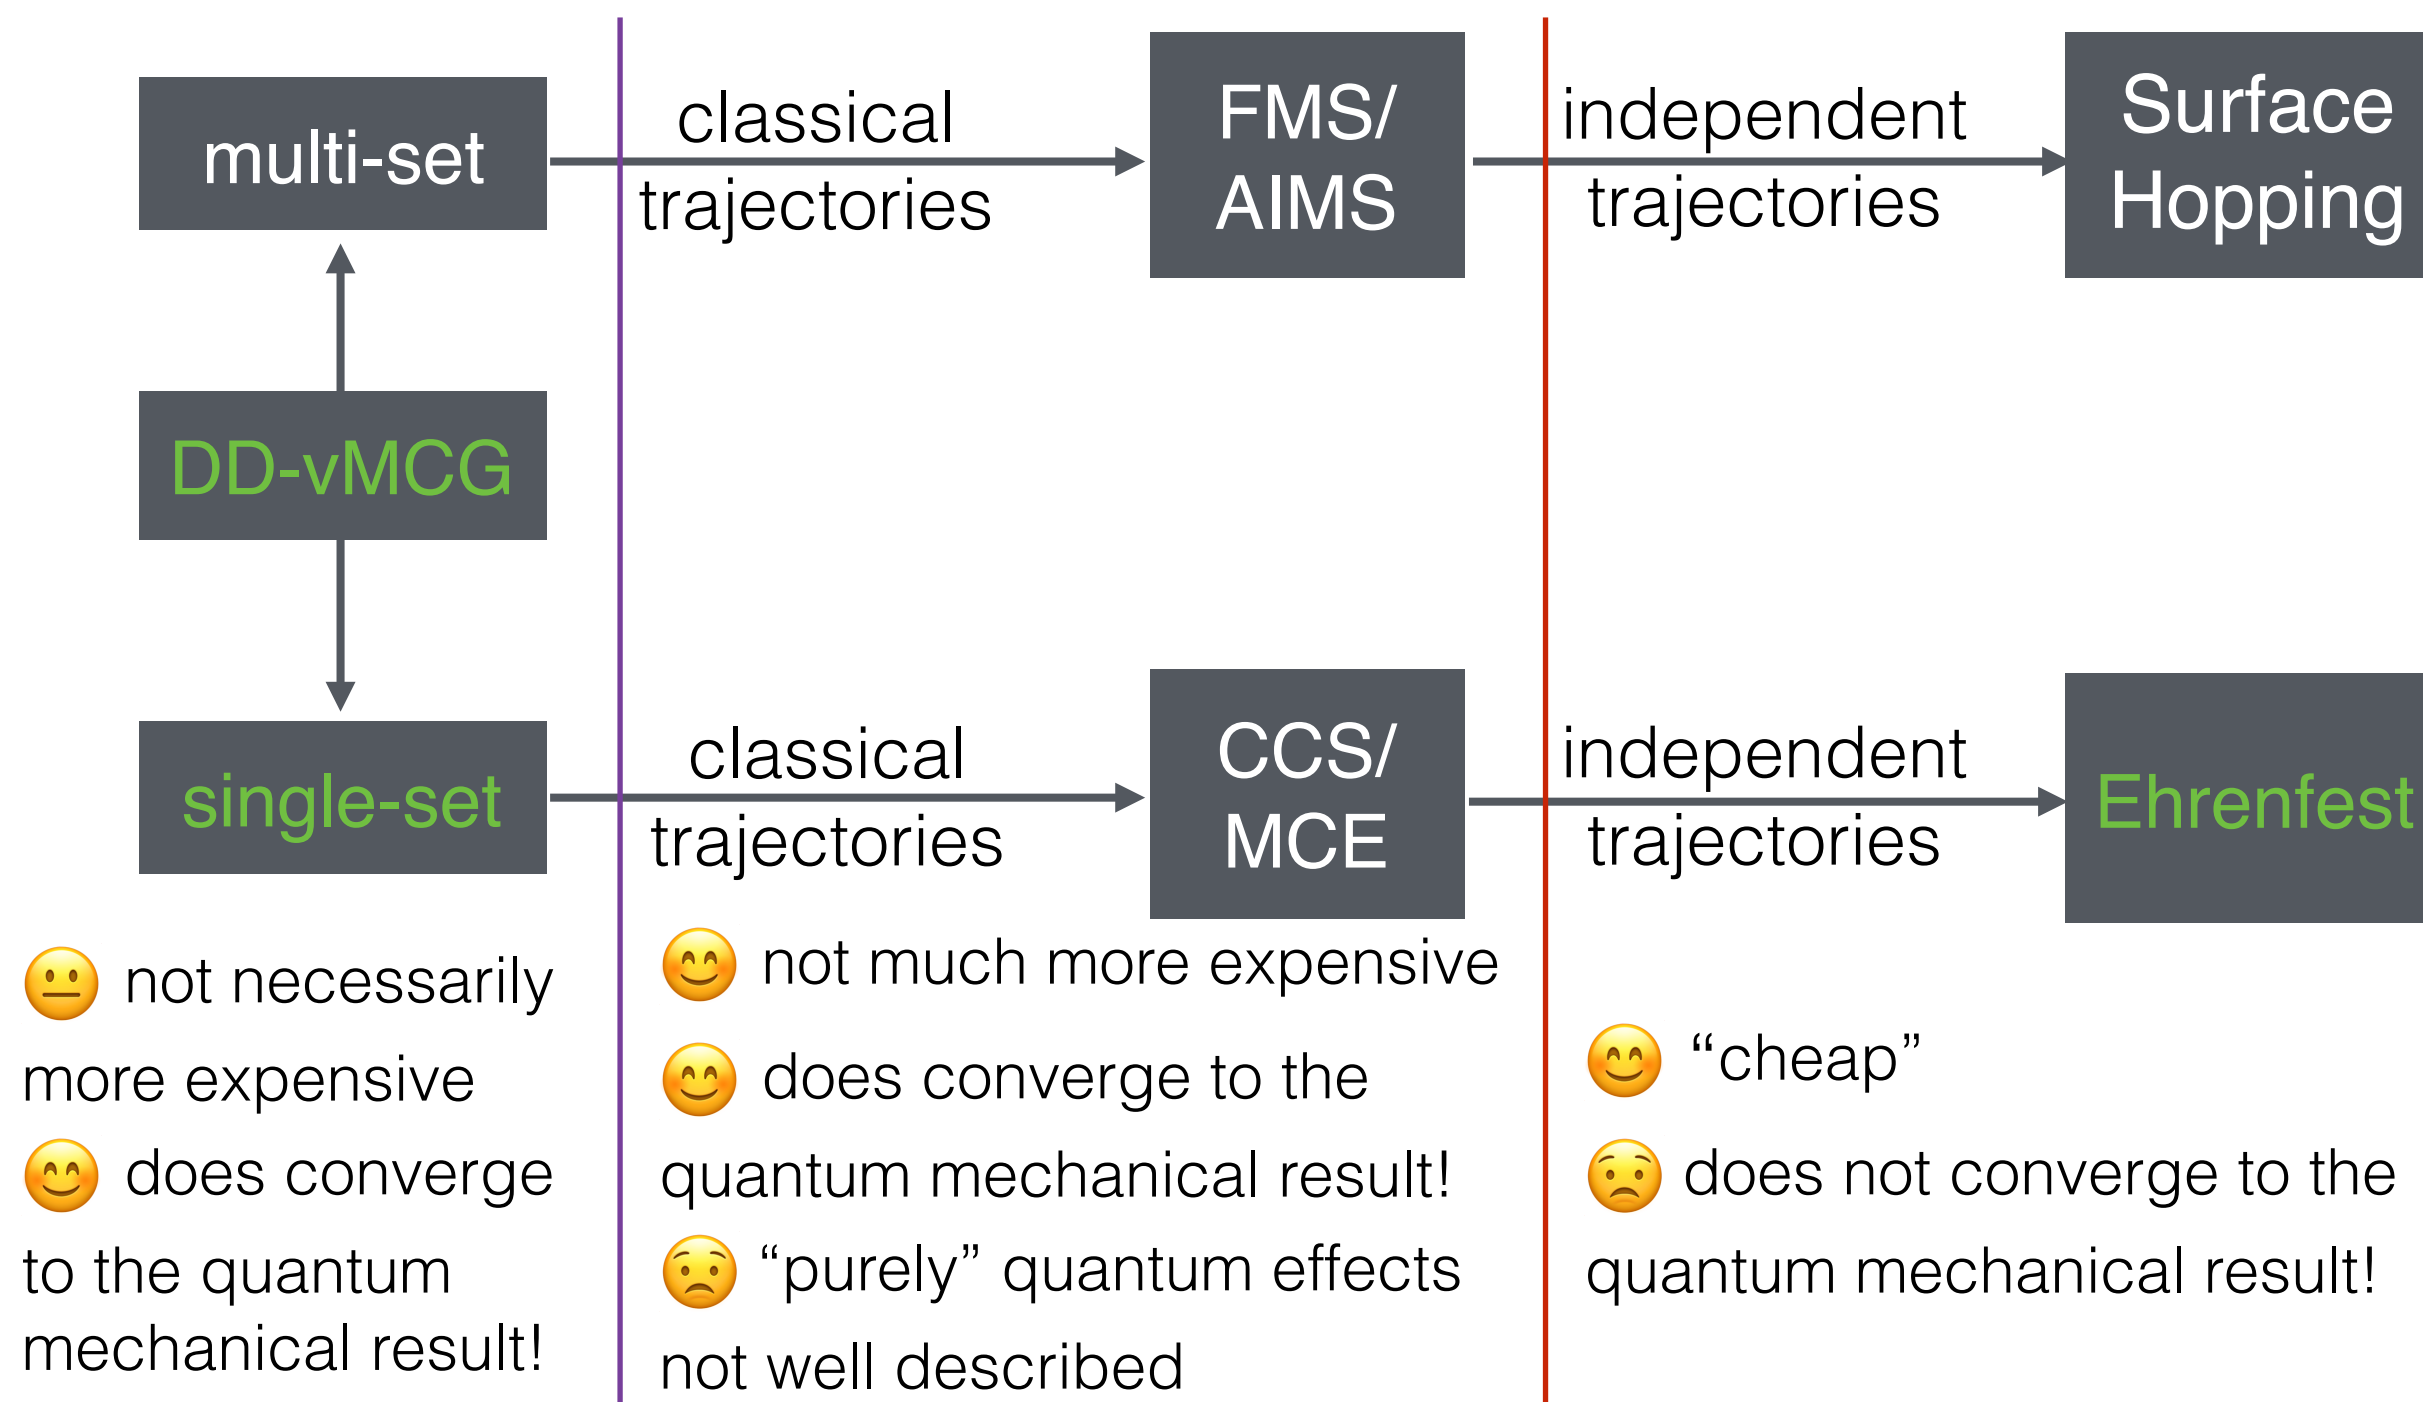 multi-set
classical
trajectories
FMS/
AIMS
independent
trajectories
Surface
Hopping
DD-vMCG
single-set
classical
trajectories
CCS/
MCE
independent
trajectories
Ehrenfest
😐 not necessarily
more expensive
😊 does converge
to the quantum
mechanical result!
😊 not much more expensive
😊 does converge to the
quantum mechanical result!
😟 “purely” quantum effects
not well described
😊 “cheap”
😟 does not converge to the
quantum mechanical result!